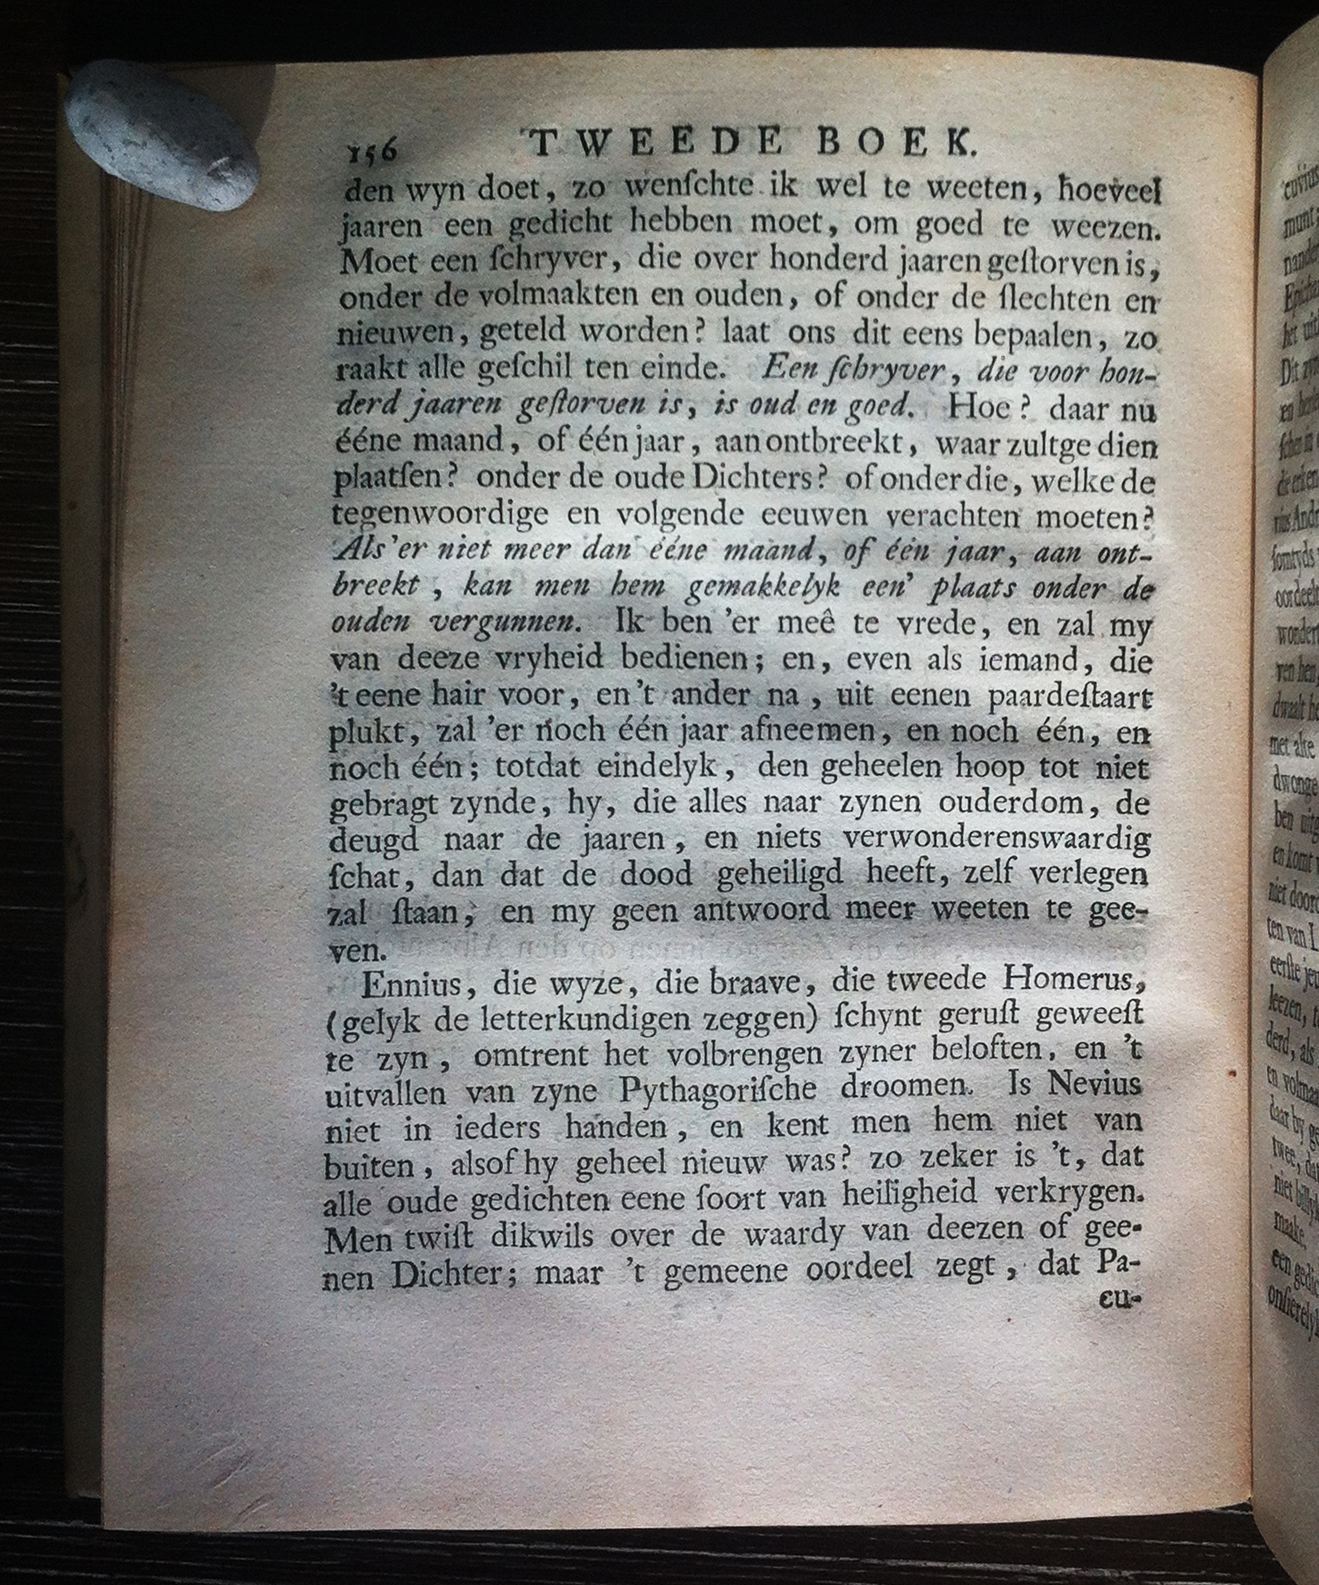 156 TWEEDE BOEK.
den wyn doet, zo wenſchte ik wel te weeten, hoeveel
jaaren een gedicht hebben moet, om goed te weezen.
Moet een ſchryver, die over honderd jaaren geſtorven is,
onder de volmaakten en ouden, of onder de ſlechten en
nieuwen, geteld worden? laat ons dit eens bepaalen, zo
raakt alle geſchil ten einde. Een ſchryver, die voor hon-
derd jaaren geſtorven is, is oud en goed. Hoe? daar nu
ééne maand, of één jaar, aan ontbreekt, waar zult ge dien
plaatſen? onder de oude Dichters? of onder die, welke de
tegenwoordige en volgende eeuwen verachten moeten?
Als 'er niet meer dan ééne maand, of één jaar, aan ont-
breekt, kan men hem gemakkelyk een' plaats onder de
ouden vergunnen. Ik ben 'er meê te vrede, en zal my
van deeze vryheid bedienen; en, even als iemand, die
't eene hair voor, en 't ander na, uit eenen paardeſtaart
plukt, zal 'er noch één jaar afneemen, en noch één, en
noch één; totdat eindelyk, den geheelen hoop tot niet
gebragt zynde, hy, die alles naar zynen ouderdom, de
deugd naar de jaaren, en niets verwonderenswaardig
ſchat, dan dat de dood geheiligd heeft, zelf verlegen
zal ſtaan, en my geen antwoord meer weeten te gee-
ven.
Ennius, die wyze, die braave, die tweede Homerus,
(gelyk de letterkundigen zeggen) ſchynt geruſt geweeſt
te zyn, omtrent het volbrengen zyner beloften, en 't
uitvallen van zyne Pythagoriſche droomen. Is Nevius
niet in ieders handen, en kent men hem niet van
buiten, alsof hy geheel nieuw was? zo zeker is 't, dat
alle oude gedichten eene ſoort van heiligheid verkrygen.
Men twiſt dikwils over de waardy van deezen of gee-
nen Dichter; maar 't gemeene oordeel zegt, dat Pa-
cu-